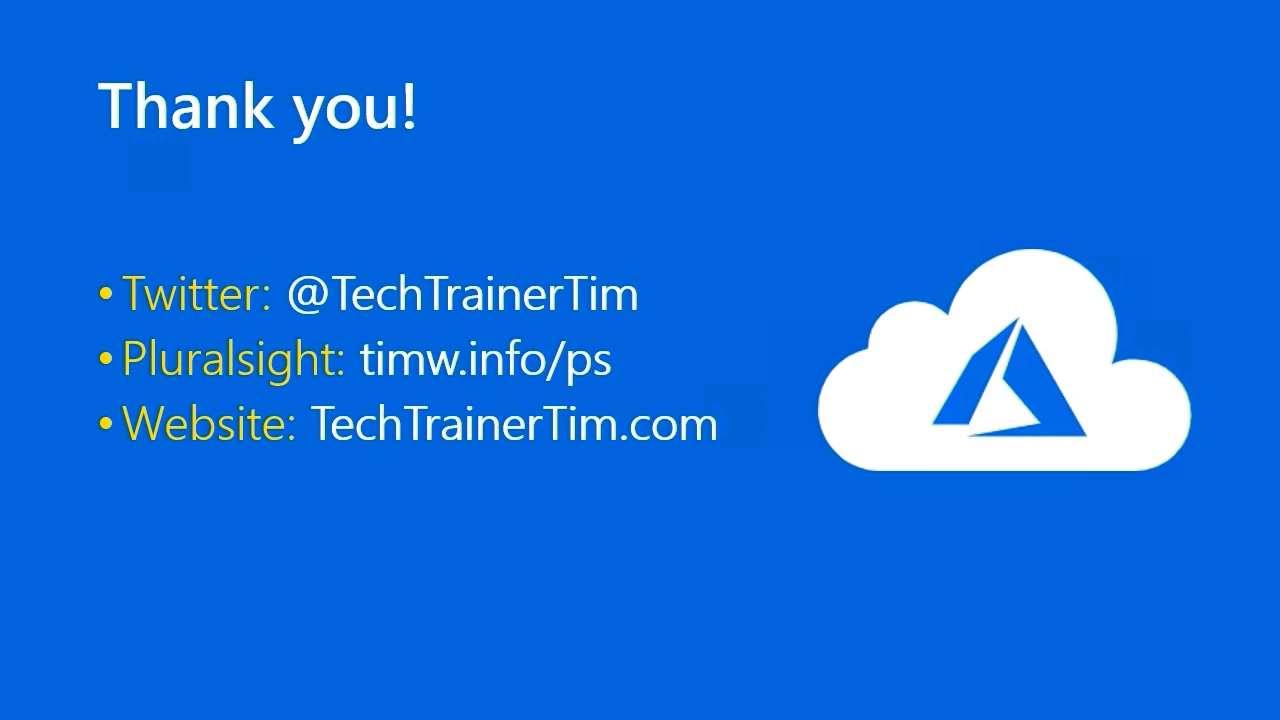 Thank you!
• Twitter: @TechTrainerTim
• Pluralsight: timw.info/ps
• Website: TechTrainerTim.com